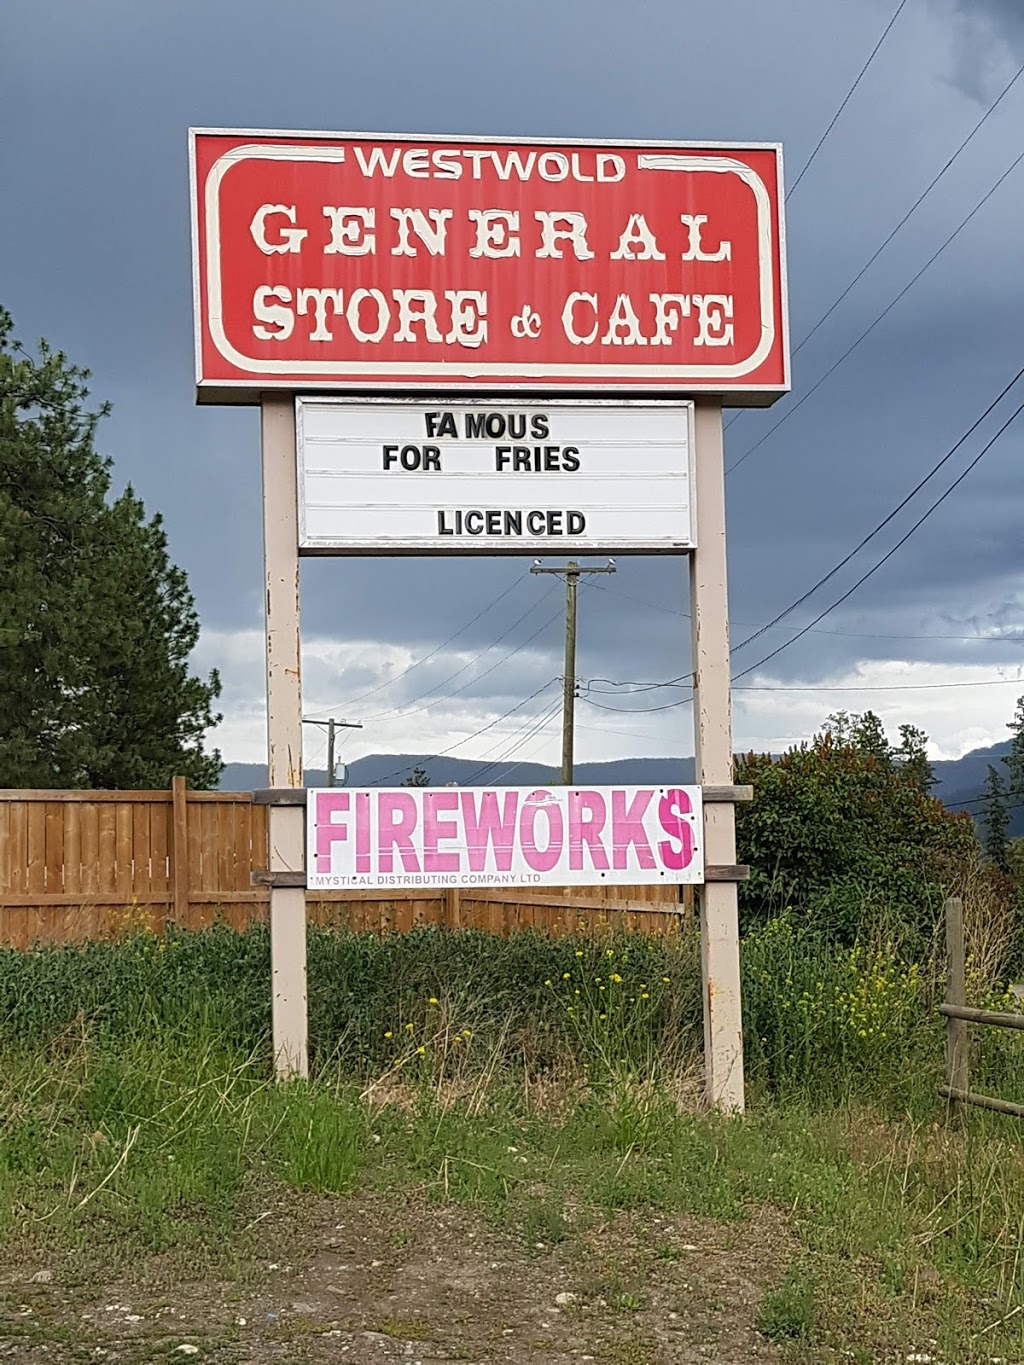 WESTWOLD
GENERAL
STORE & CAFE
FAMOUS
FOR FRIES
LICENCED
FIREWORKS
MYSTICAL DISTRIBUTING COMPANY LTD